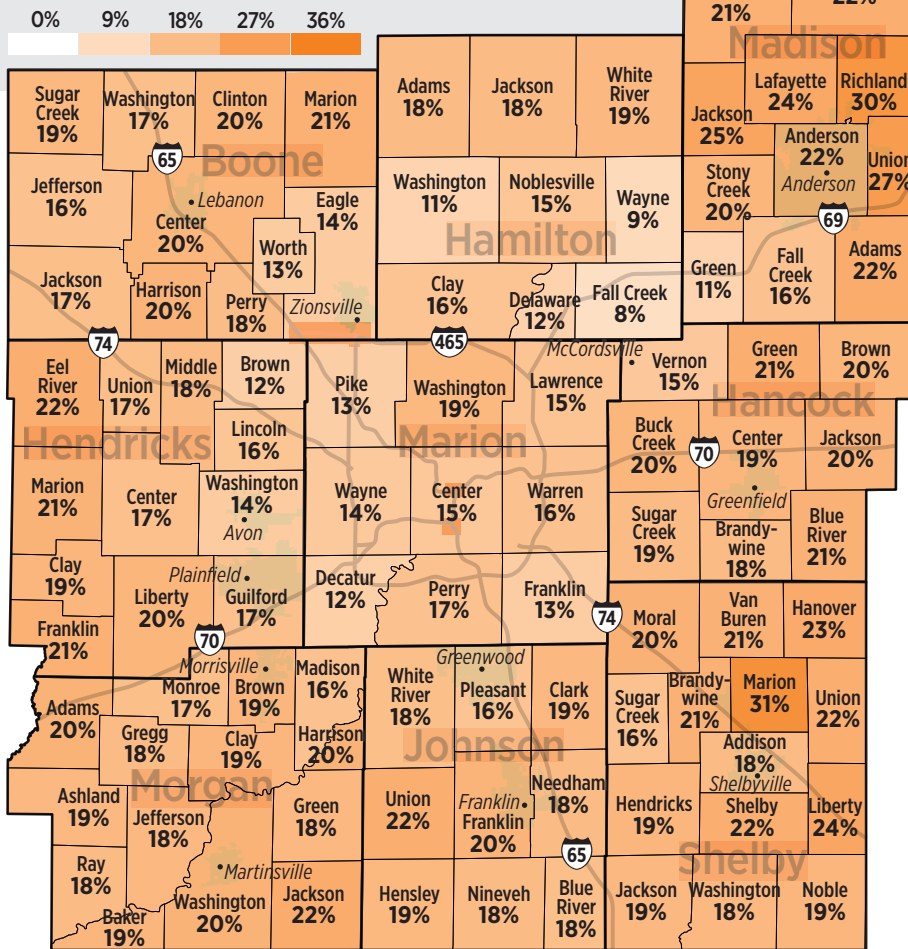 0% 9% 18% 27% 36%
21%
22%
Madison
Lafayette
24%
Richland
30%
Jackson
25%
Anderson
22%
Anderson
Union
27%
Stony
Creek
20%
69
Green
11%
Fall
Creek
16%
Adams
22%
Sugar
Creek
19%
Washington
17%
Clinton
20%
Marion
21%
65
Boone
Jefferson
16%
Lebanon
Center
20%
Eagle
14%
Worth
13%
Jackson
17%
Harrison
20%
Perry
18%
Zionsville
Adams
18%
Jackson
18%
White
River
19%
Washington
11%
Noblesville
15%
Wayne
9%
Hamilton
Clay
16%
Delaware
12%
Fall Creek
8%
74
465
McCordsville
Eel
River
22%
Union
17%
Middle
18%
Brown
12%
Lincoln
16%
Hendricks
Marion
21%
Center
17%
Washington
14%
Avon
Clay
19%
Plainfield
Liberty
20%
Guilford
17%
Franklin
21%
70
Pike
13%
Washington
19%
Lawrence
15%
Marion
Wayne
14%
Center
15%
Warren
16%
Decatur
12%
Perry
17%
Franklin
13%
74
Vernon
15%
Green
21%
Brown
20%
Hancock
Buck
Creek
20%
70
Center
19%
Greenfield
Jackson
20%
Sugar
Creek
19%
Brandy-
wine
18%
Blue
River
21%
Morrisville
Adams
20%
Monroe
17%
Brown
19%
Madison
16%
Gregg
18%
Clay
19%
Harrison
20%
Morgan
Ashland
19%
Jefferson
18%
Green
18%
Ray
18%
Martinsville
Baker
19%
Washington
20%
Jackson
22%
Greenwood
White
River
18%
Pleasant
16%
Clark
19%
Johnson
Union
22%
Franklin
Franklin
20%
Needham
18%
65
Hensley
19%
Nineveh
18%
Blue
River
18%
Moral
20%
Van
Buren
21%
Hanover
23%
Sugar
Creek
16%
Brandy-
wine
21%
Marion
31%
Union
22%
Addison
18%
Shelbyville
Hendricks
19%
Shelby
22%
Liberty
24%
Shelby
Jackson
19%
Washington
18%
Noble
19%